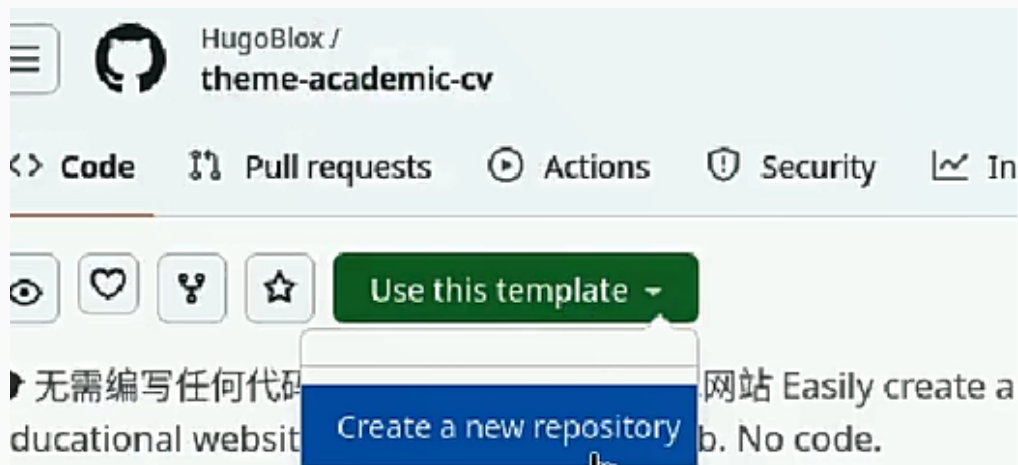 HugoBlox /
theme-academic-cv
Code Pull requests Actions Security In
Use this template
无需编写任何代码 网站 Easily create a
Create a new repository
ducational websit b. No code.